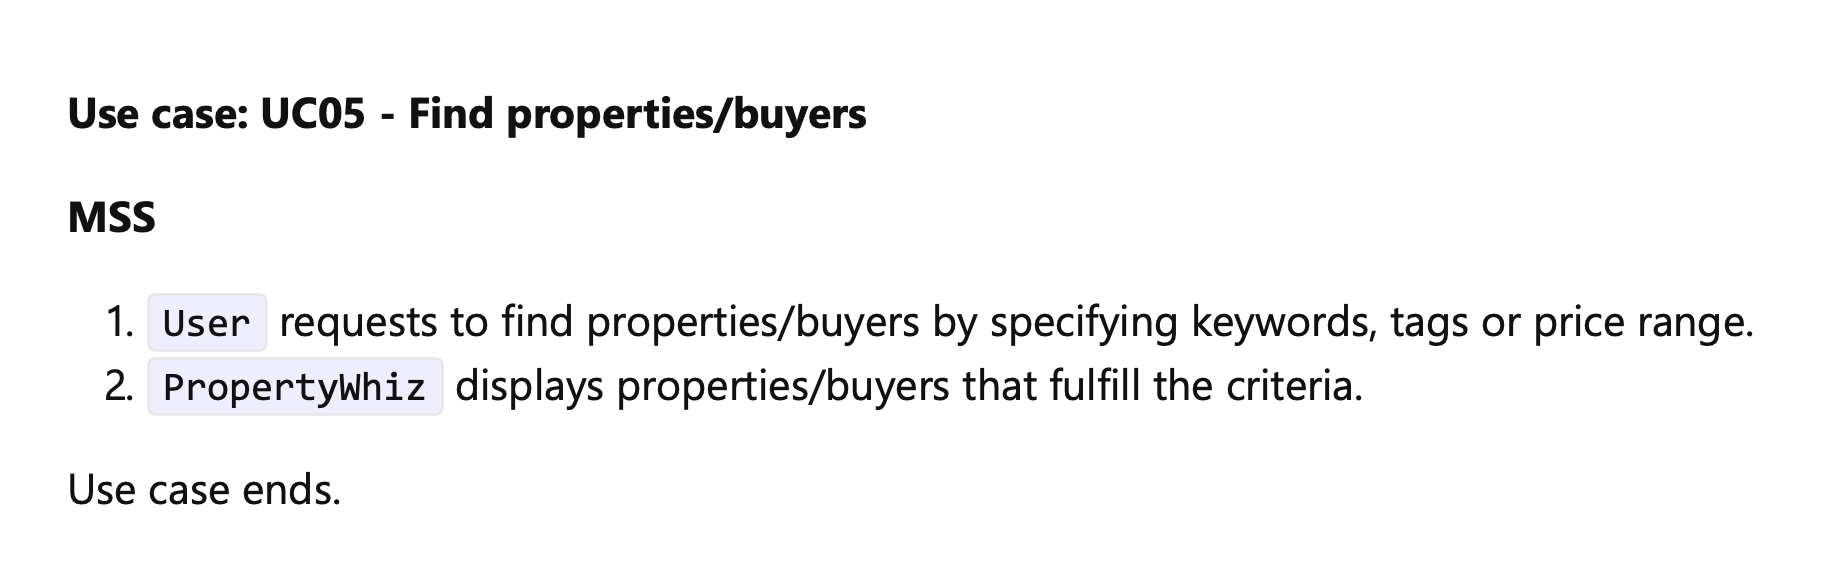 Use case: UC05 - Find properties/buyers
MSS
1. User requests to find properties/buyers by specifying keywords, tags or price range.
2. PropertyWhiz displays properties/buyers that fulfill the criteria.
Use case ends.